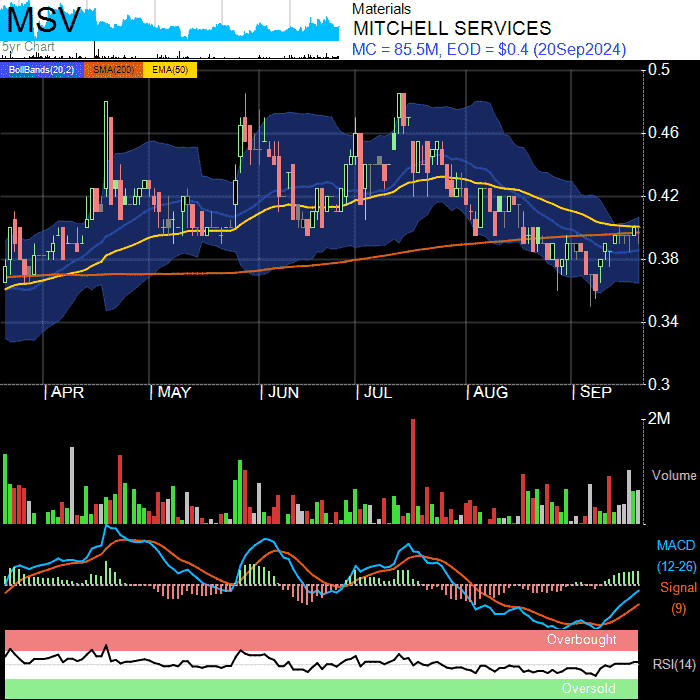 MSV
5yr Chart
Materials
MITCHELL SERVICES
MC = 85.5M, EOD = $0.4 (20Sep2024)
BollBands(20,2) SMA(200) EMA(50)
0.5
0.46
0.42
0.38
0.34
0.3
APR MAY JUN JUL AUG SEP
2M
Volume
MACD
(12-26)
Signal
(9)
Overbought
RSI(14)
Oversold